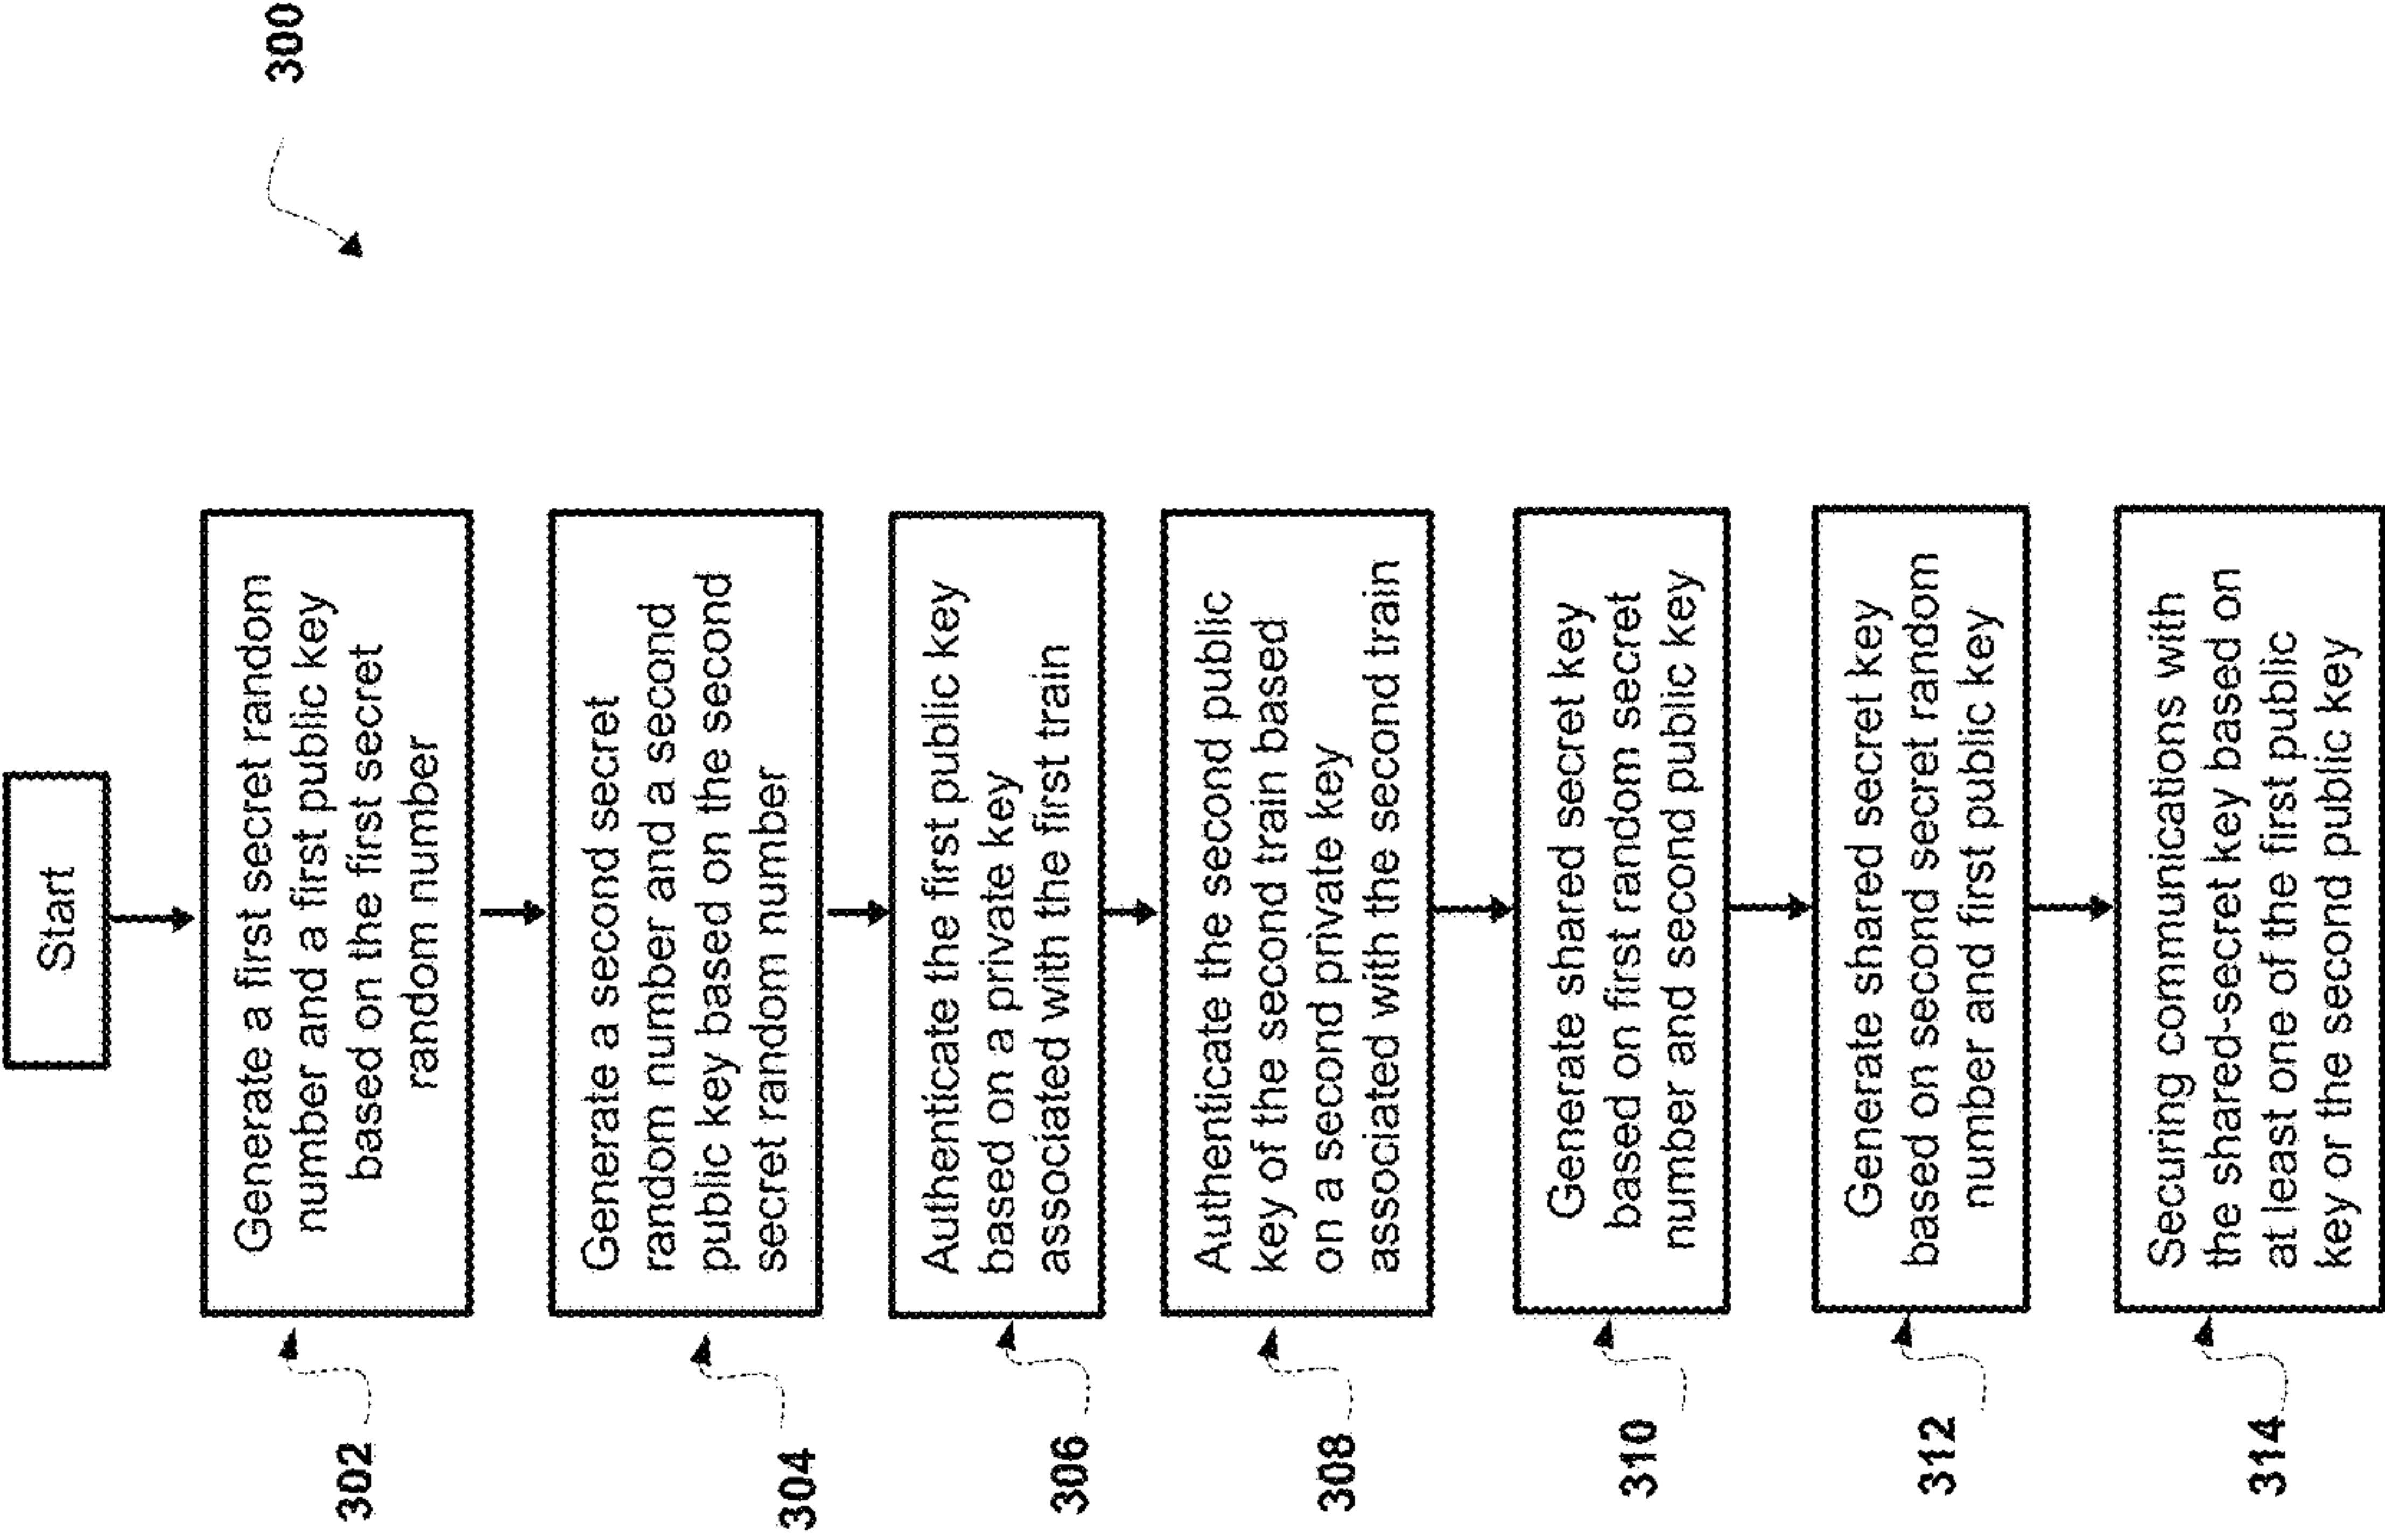 300
Start
302
Generate a first secret random
number and a first public key
based on the first secret
random number
304
Generate a second secret
random number and a second
public key based on the second
secret random number
306
Authenticate the first public key
based on a private key
associated with the first train
308
Authenticate the second public
key of the second train based
on a second private key
associated with the second train
310
Generate shared secret key
based on first random secret
number and second public key
312
Generate shared secret key
based on second secret random
number and first public key
314
Securing communications with
the shared-secret key based on
at least one of the first public
key or the second public key